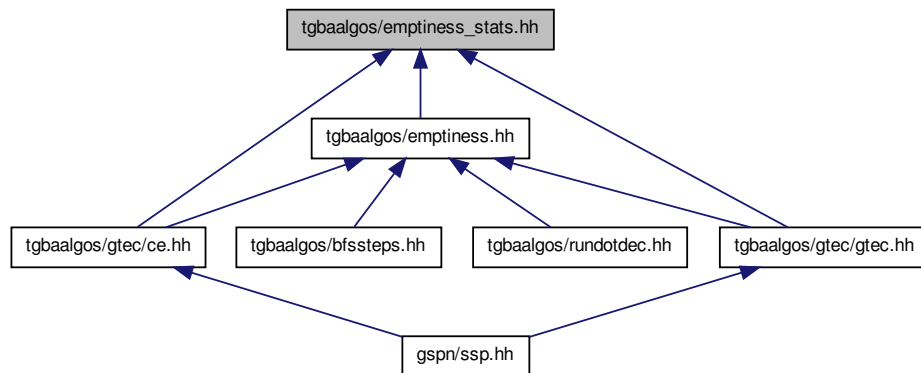 tgbaalgos/emptiness_stats.hh
tgbaalgos/emptiness.hh
tgbaalgos/gtec/ce.hh
tgbaalgos/bfssteps.hh
tgbaalgos/rundotdec.hh
tgbaalgos/gtec/gtec.hh
gspn/ssp.hh